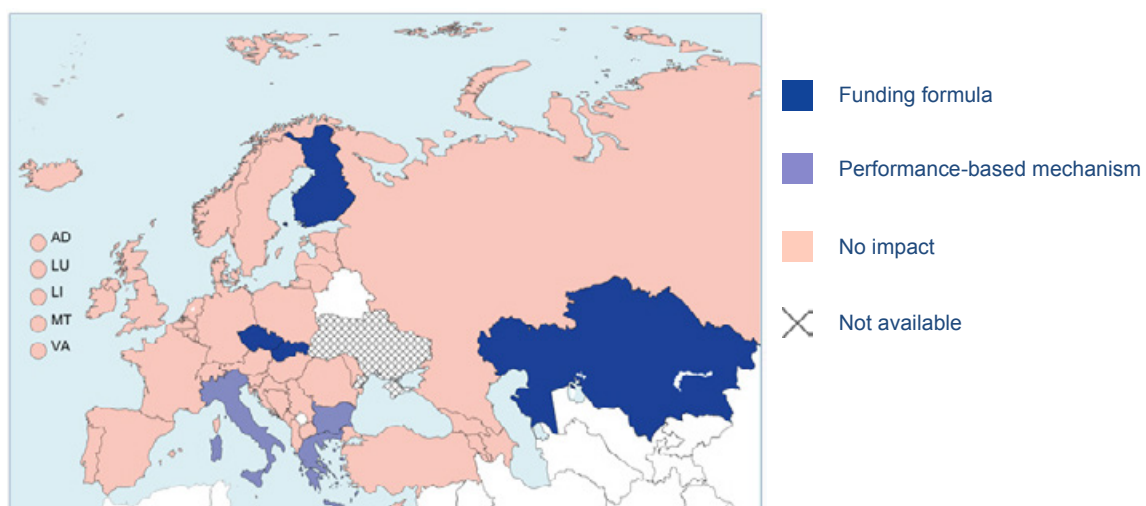 AD
LU
LI
MT
VA
Funding formula
Performance-based mechanism
No impact
Not available